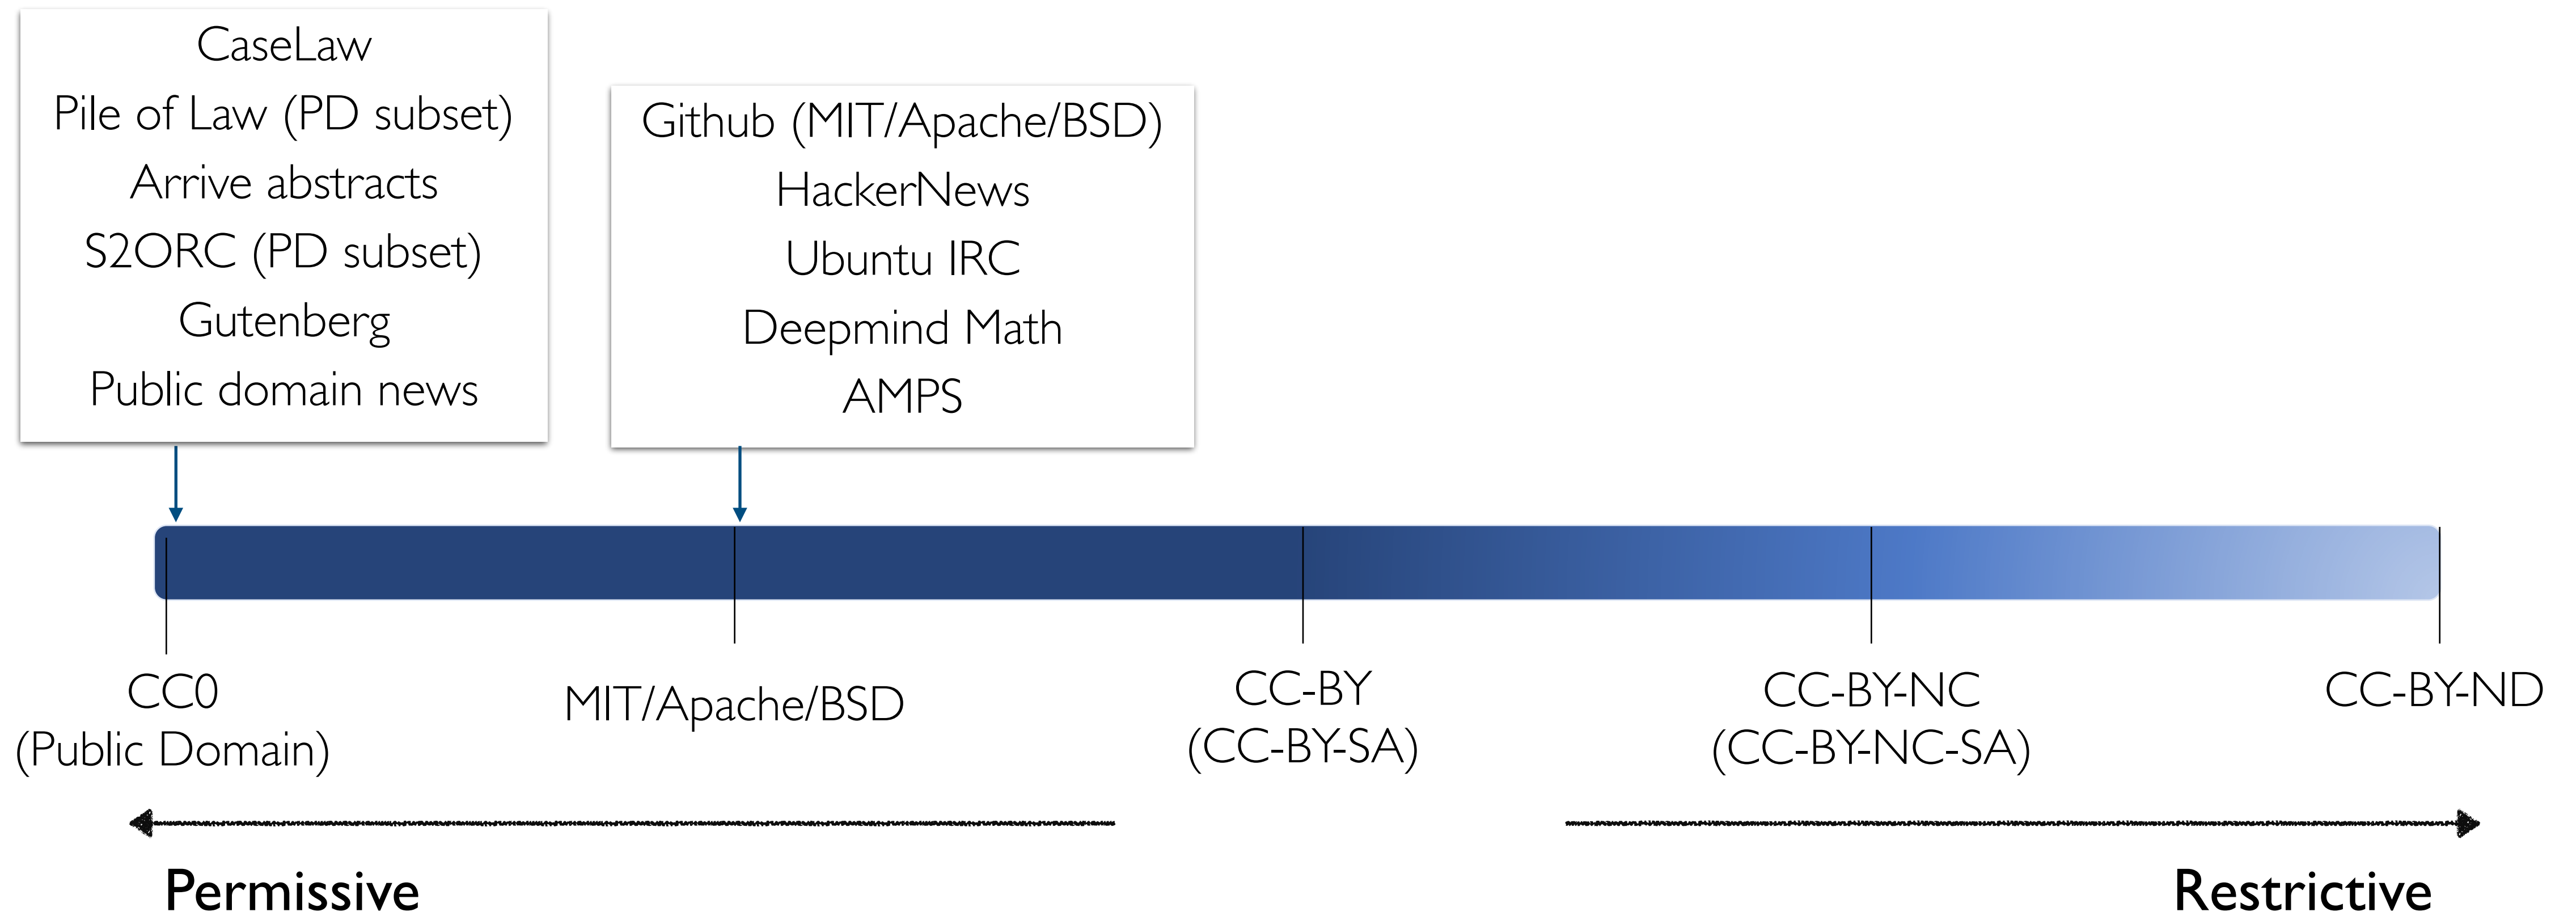 CaseLaw
Pile of Law (PD subset)
Arrive abstracts
S2ORC (PD subset)
Gutenberg
Public domain news
Github (MIT/Apache/BSD)
HackerNews
Ubuntu IRC
Deepmind Math
AMPS
CC0
(Public Domain)
MIT/Apache/BSD
CC-BY
(CC-BY-SA)
CC-BY-NC
(CC-BY-NC-SA)
CC-BY-ND
Permissive
Restrictive